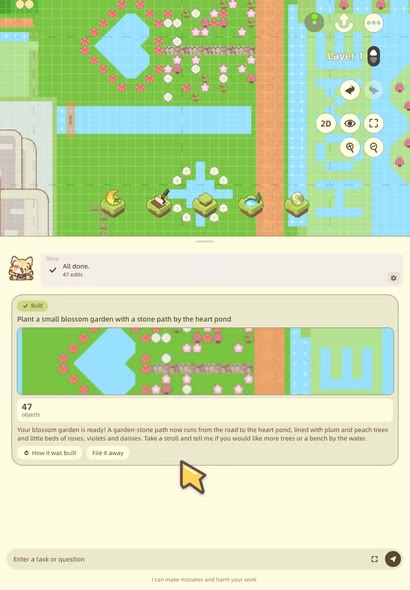 Layer 1
2D
Beta
All done.
47 edits
Built
Plant a small blossom garden with a stone path by the heart pond
47
objects
Your blossom garden is ready! A garden-stone path now runs from the road to the heart pond, lined with plum and peach trees
and little beds of roses, violets and daisies. Take a stroll and tell me if you would like more trees or a bench by the water.
How it was built
File it away
Enter a task or question
I can make mistakes and harm your work.